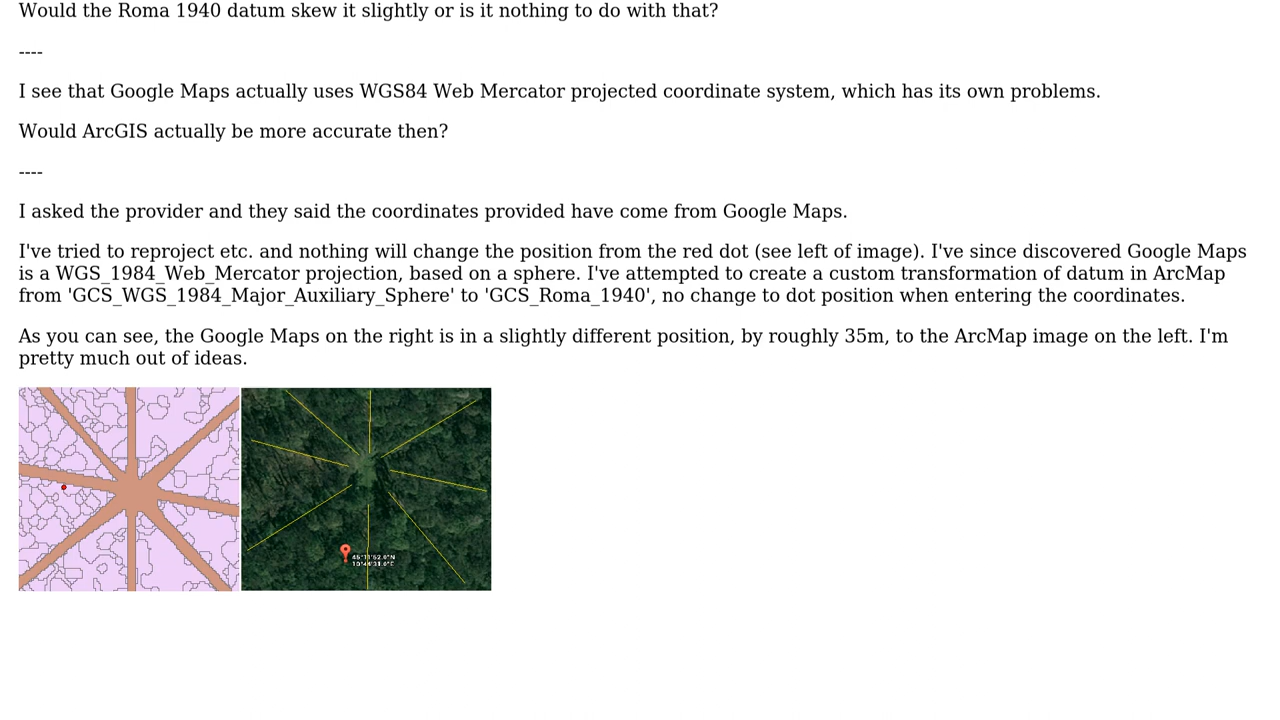 Would the Roma 1940 datum skew it slightly or is it nothing to do with that?
----
I see that Google Maps actually uses WGS84 Web Mercator projected coordinate system, which has its own problems.
Would ArcGIS actually be more accurate then?
----
I asked the provider and they said the coordinates provided have come from Google Maps.
I've tried to reproject etc. and nothing will change the position from the red dot (see left of image). I've since discovered Google Maps
is a WGS_1984_Web_Mercator projection, based on a sphere. I've attempted to create a custom transformation of datum in ArcMap
from 'GCS_WGS_1984_Major_Auxiliary_Sphere' to 'GCS_Roma_1940', no change to dot position when entering the coordinates.
As you can see, the Google Maps on the right is in a slightly different position, by roughly 35m, to the ArcMap image on the left. I'm
pretty much out of ideas.